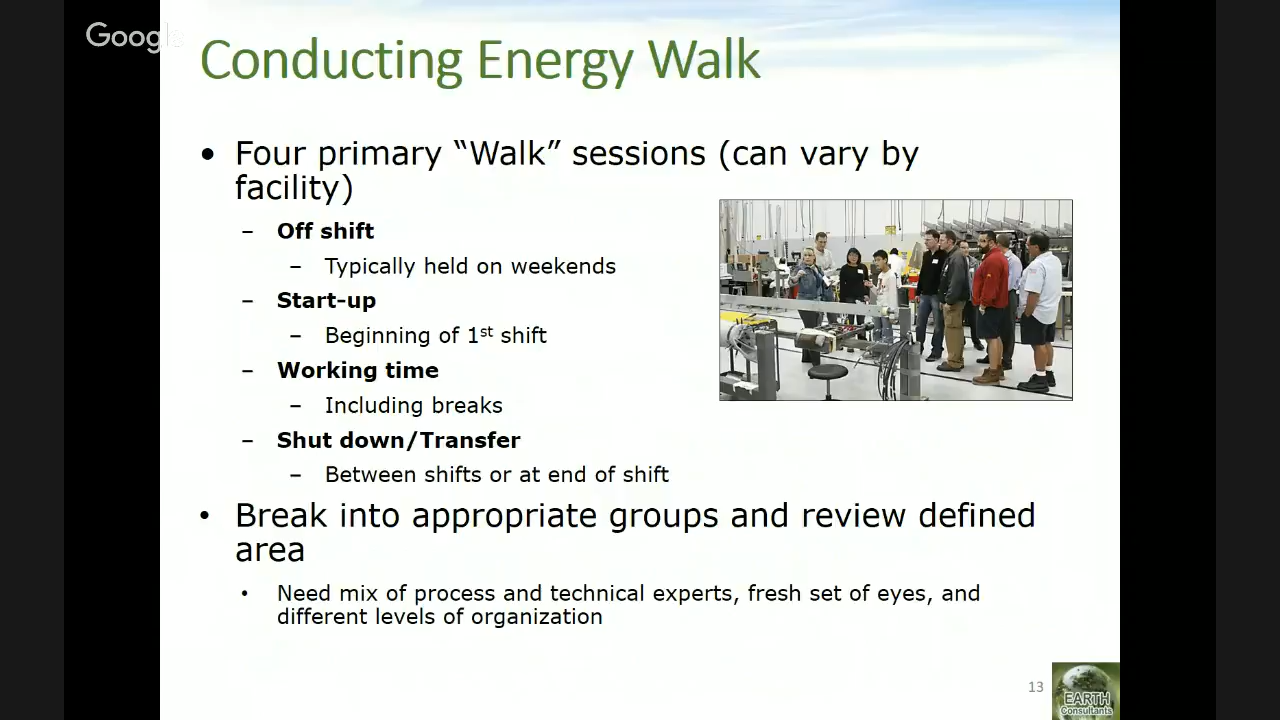 Google
Conducting Energy Walk
• Four primary “Walk” sessions (can vary by
facility)
– Off shift
– Typically held on weekends
– Start-up
– Beginning of 1st shift
– Working time
– Including breaks
– Shut down/Transfer
– Between shifts or at end of shift
• Break into appropriate groups and review defined
area
• Need mix of process and technical experts, fresh set of eyes, and
different levels of organization
13
EARTH
Consultants